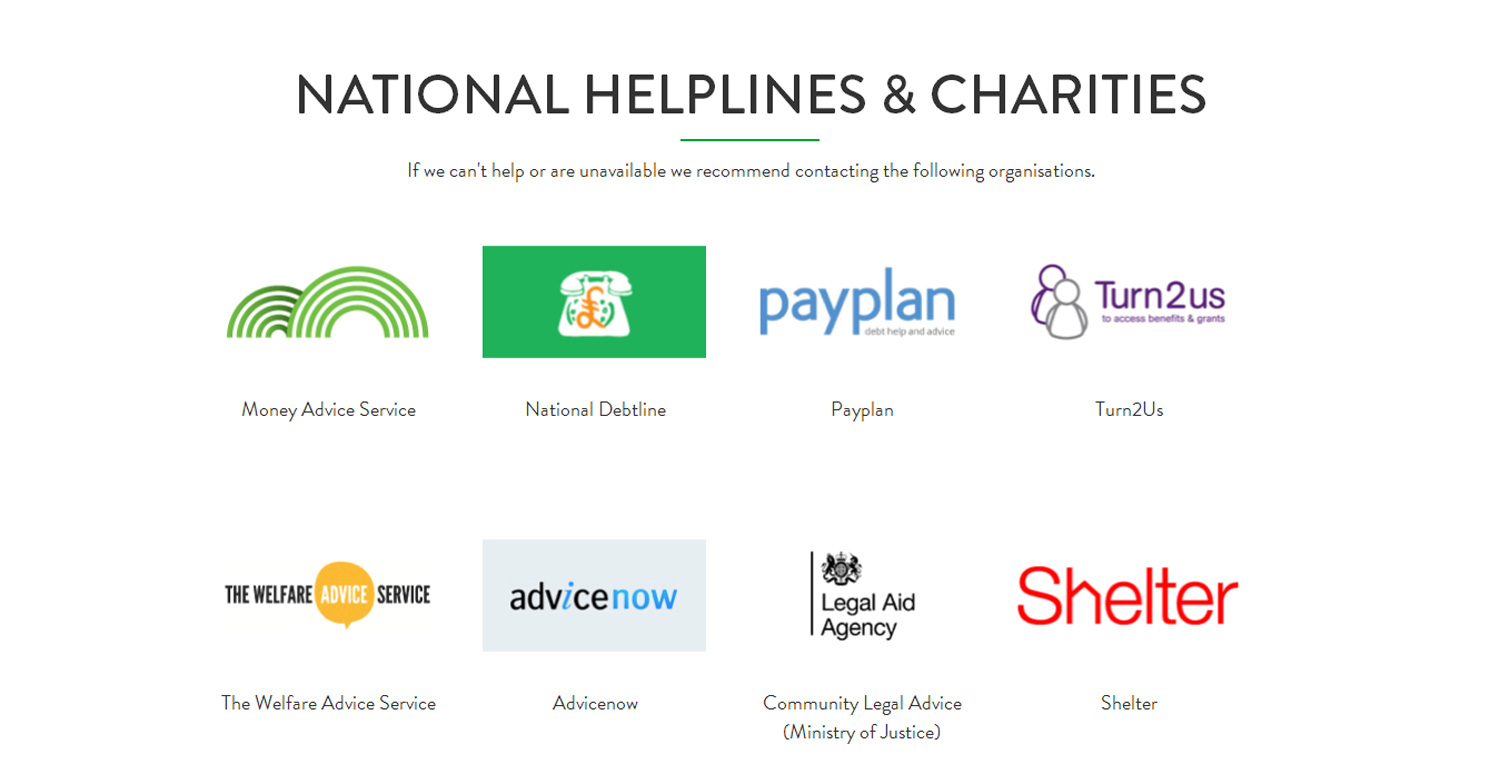 NATIONAL HELPLINES & CHARITIES
If we can't help or are unavailable we recommend contacting the following organisations.
£
payplan
debt help and advice
Turn2us
to access benefits & grants
Money Advice Service
National Debtline
Payplan
Turn2Us
THE WELFARE ADVICE SERVICE
advicenow
Legal Aid
Agency
Shelter
The Welfare Advice Service
Advicenow
Community Legal Advice
(Ministry of Justice)
Shelter